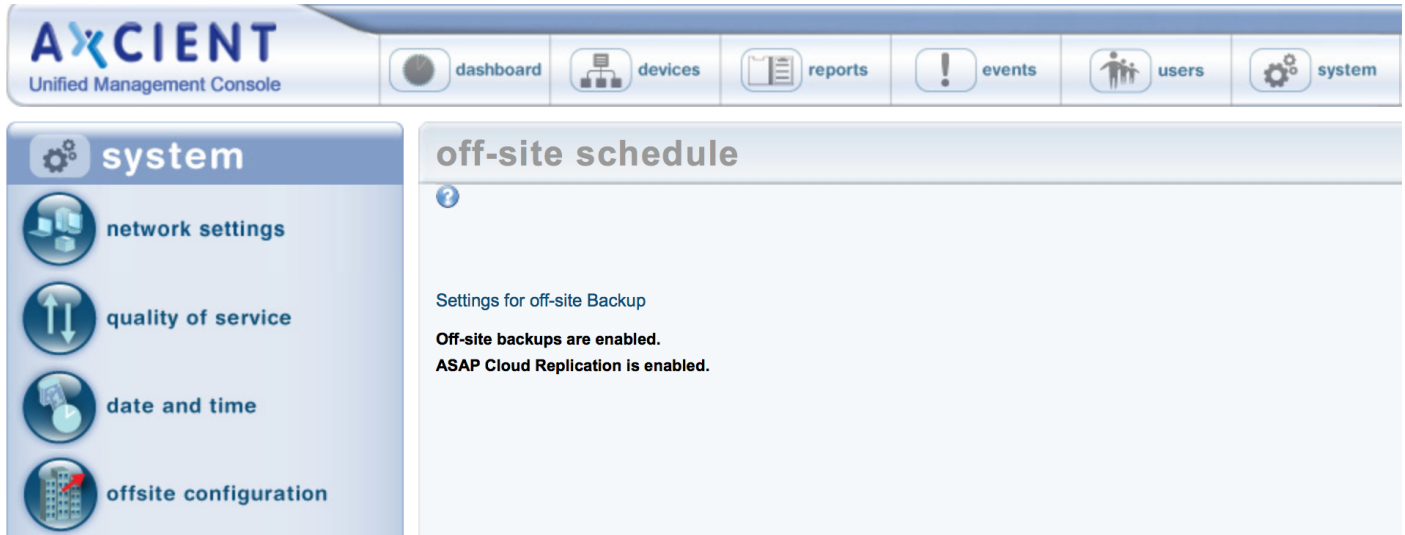 AXCIENT
Unified Management Console
dashboard
devices
reports
events
users
system
system
network settings
quality of service
date and time
offsite configuration
off-site schedule
?
Settings for off-site Backup
Off-site backups are enabled.
ASAP Cloud Replication is enabled.